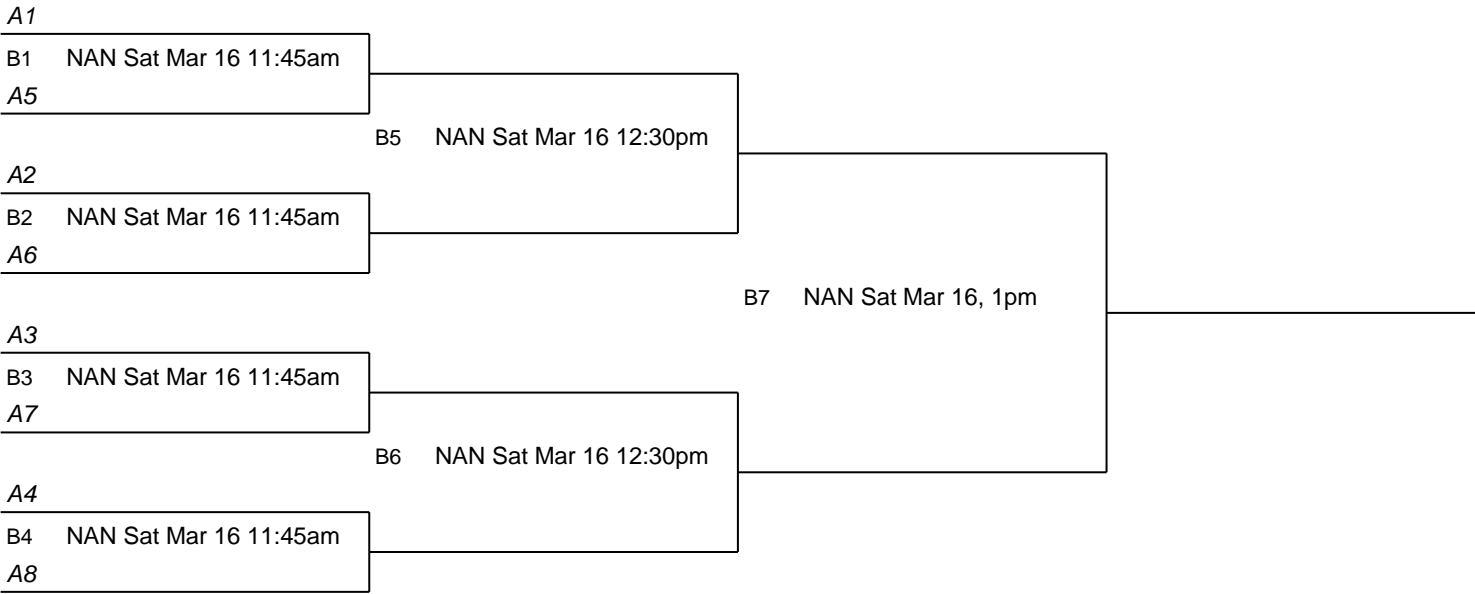 A1
B1 NAN Sat Mar 16 11:45am
A5
B5 NAN Sat Mar 16 12:30pm
A2
B2 NAN Sat Mar 16 11:45am
A6
B7 NAN Sat Mar 16, 1pm
A3
B3 NAN Sat Mar 16 11:45am
A7
B6 NAN Sat Mar 16 12:30pm
A4
B4 NAN Sat Mar 16 11:45am
A8